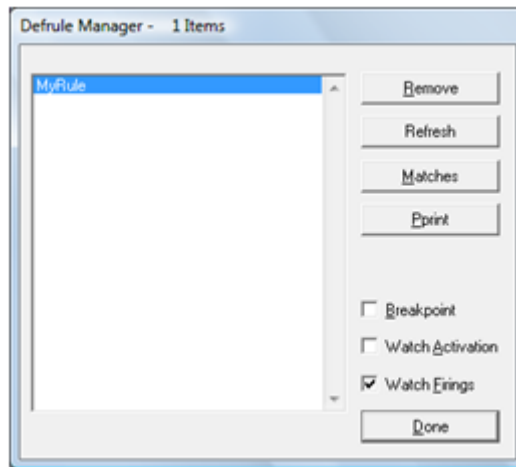 Defrule Manager - 1 Items
MyRule
Remove
Refresh
Matches
Pprint
Breakpoint
Watch Activation
Watch Firings
Done